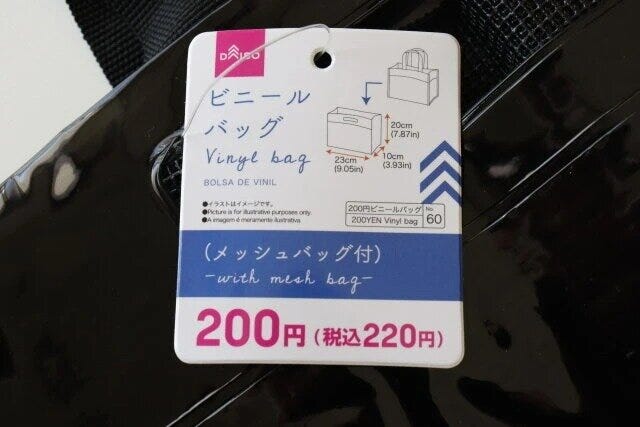 DAISO
ビニール
バッグ
Vinyl bag
BOLSA DE VINIL
20cm
(7.87in)
23cm
(9.05in)
10cm
(3.93in)
●イラストはイメージです。
●Picture is for illustrative purposes only.
●A imagem é meramente ilustrativa
200円ビニールバッグ
200YEN Vinyl bag
No.
60
(メッシュバッグ付)
-with mesh bag-
200円(税込220円)